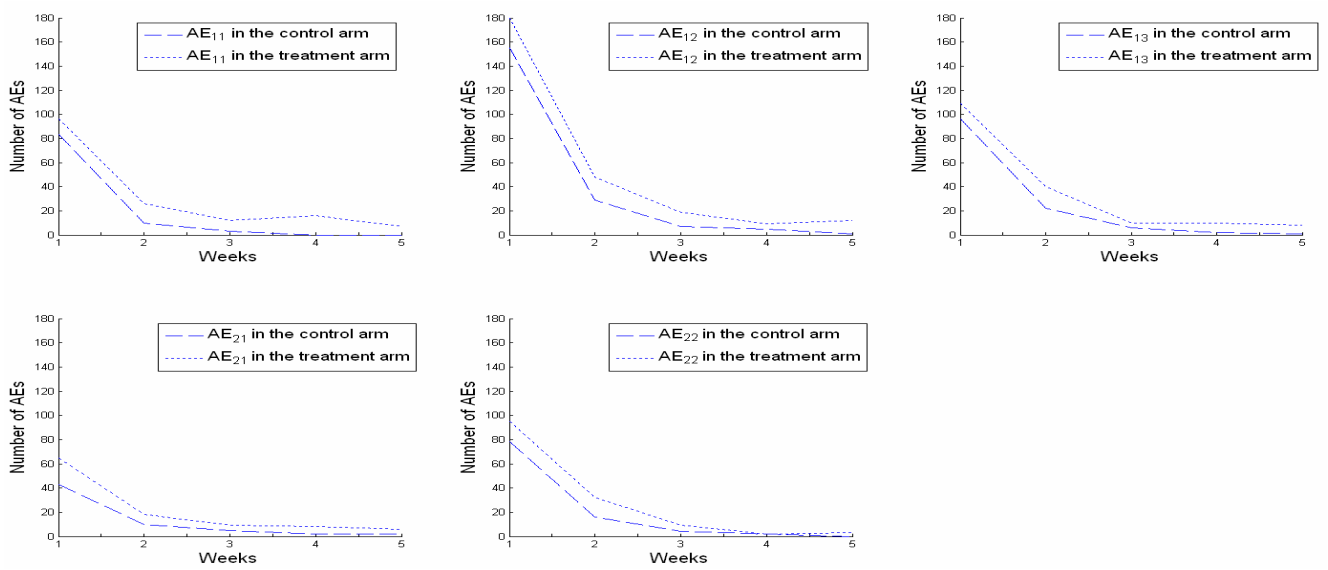 AE11 in the control arm
AE11 in the treatment arm
Number of AEs
180
160
140
120
100
80
60
40
20
0
1 2 3 4 5
Weeks
AE12 in the control arm
AE12 in the treatment arm
Number of AEs
180
160
140
120
100
80
60
40
20
0
1 2 3 4 5
Weeks
AE13 in the control arm
AE13 in the treatment arm
Number of AEs
180
160
140
120
100
80
60
40
20
0
1 2 3 4 5
Weeks
AE21 in the control arm
AE21 in the treatment arm
Number of AEs
180
160
140
120
100
80
60
40
20
0
1 2 3 4 5
Weeks
AE22 in the control arm
AE22 in the treatment arm
Number of AEs
180
160
140
120
100
80
60
40
20
0
1 2 3 4 5
Weeks